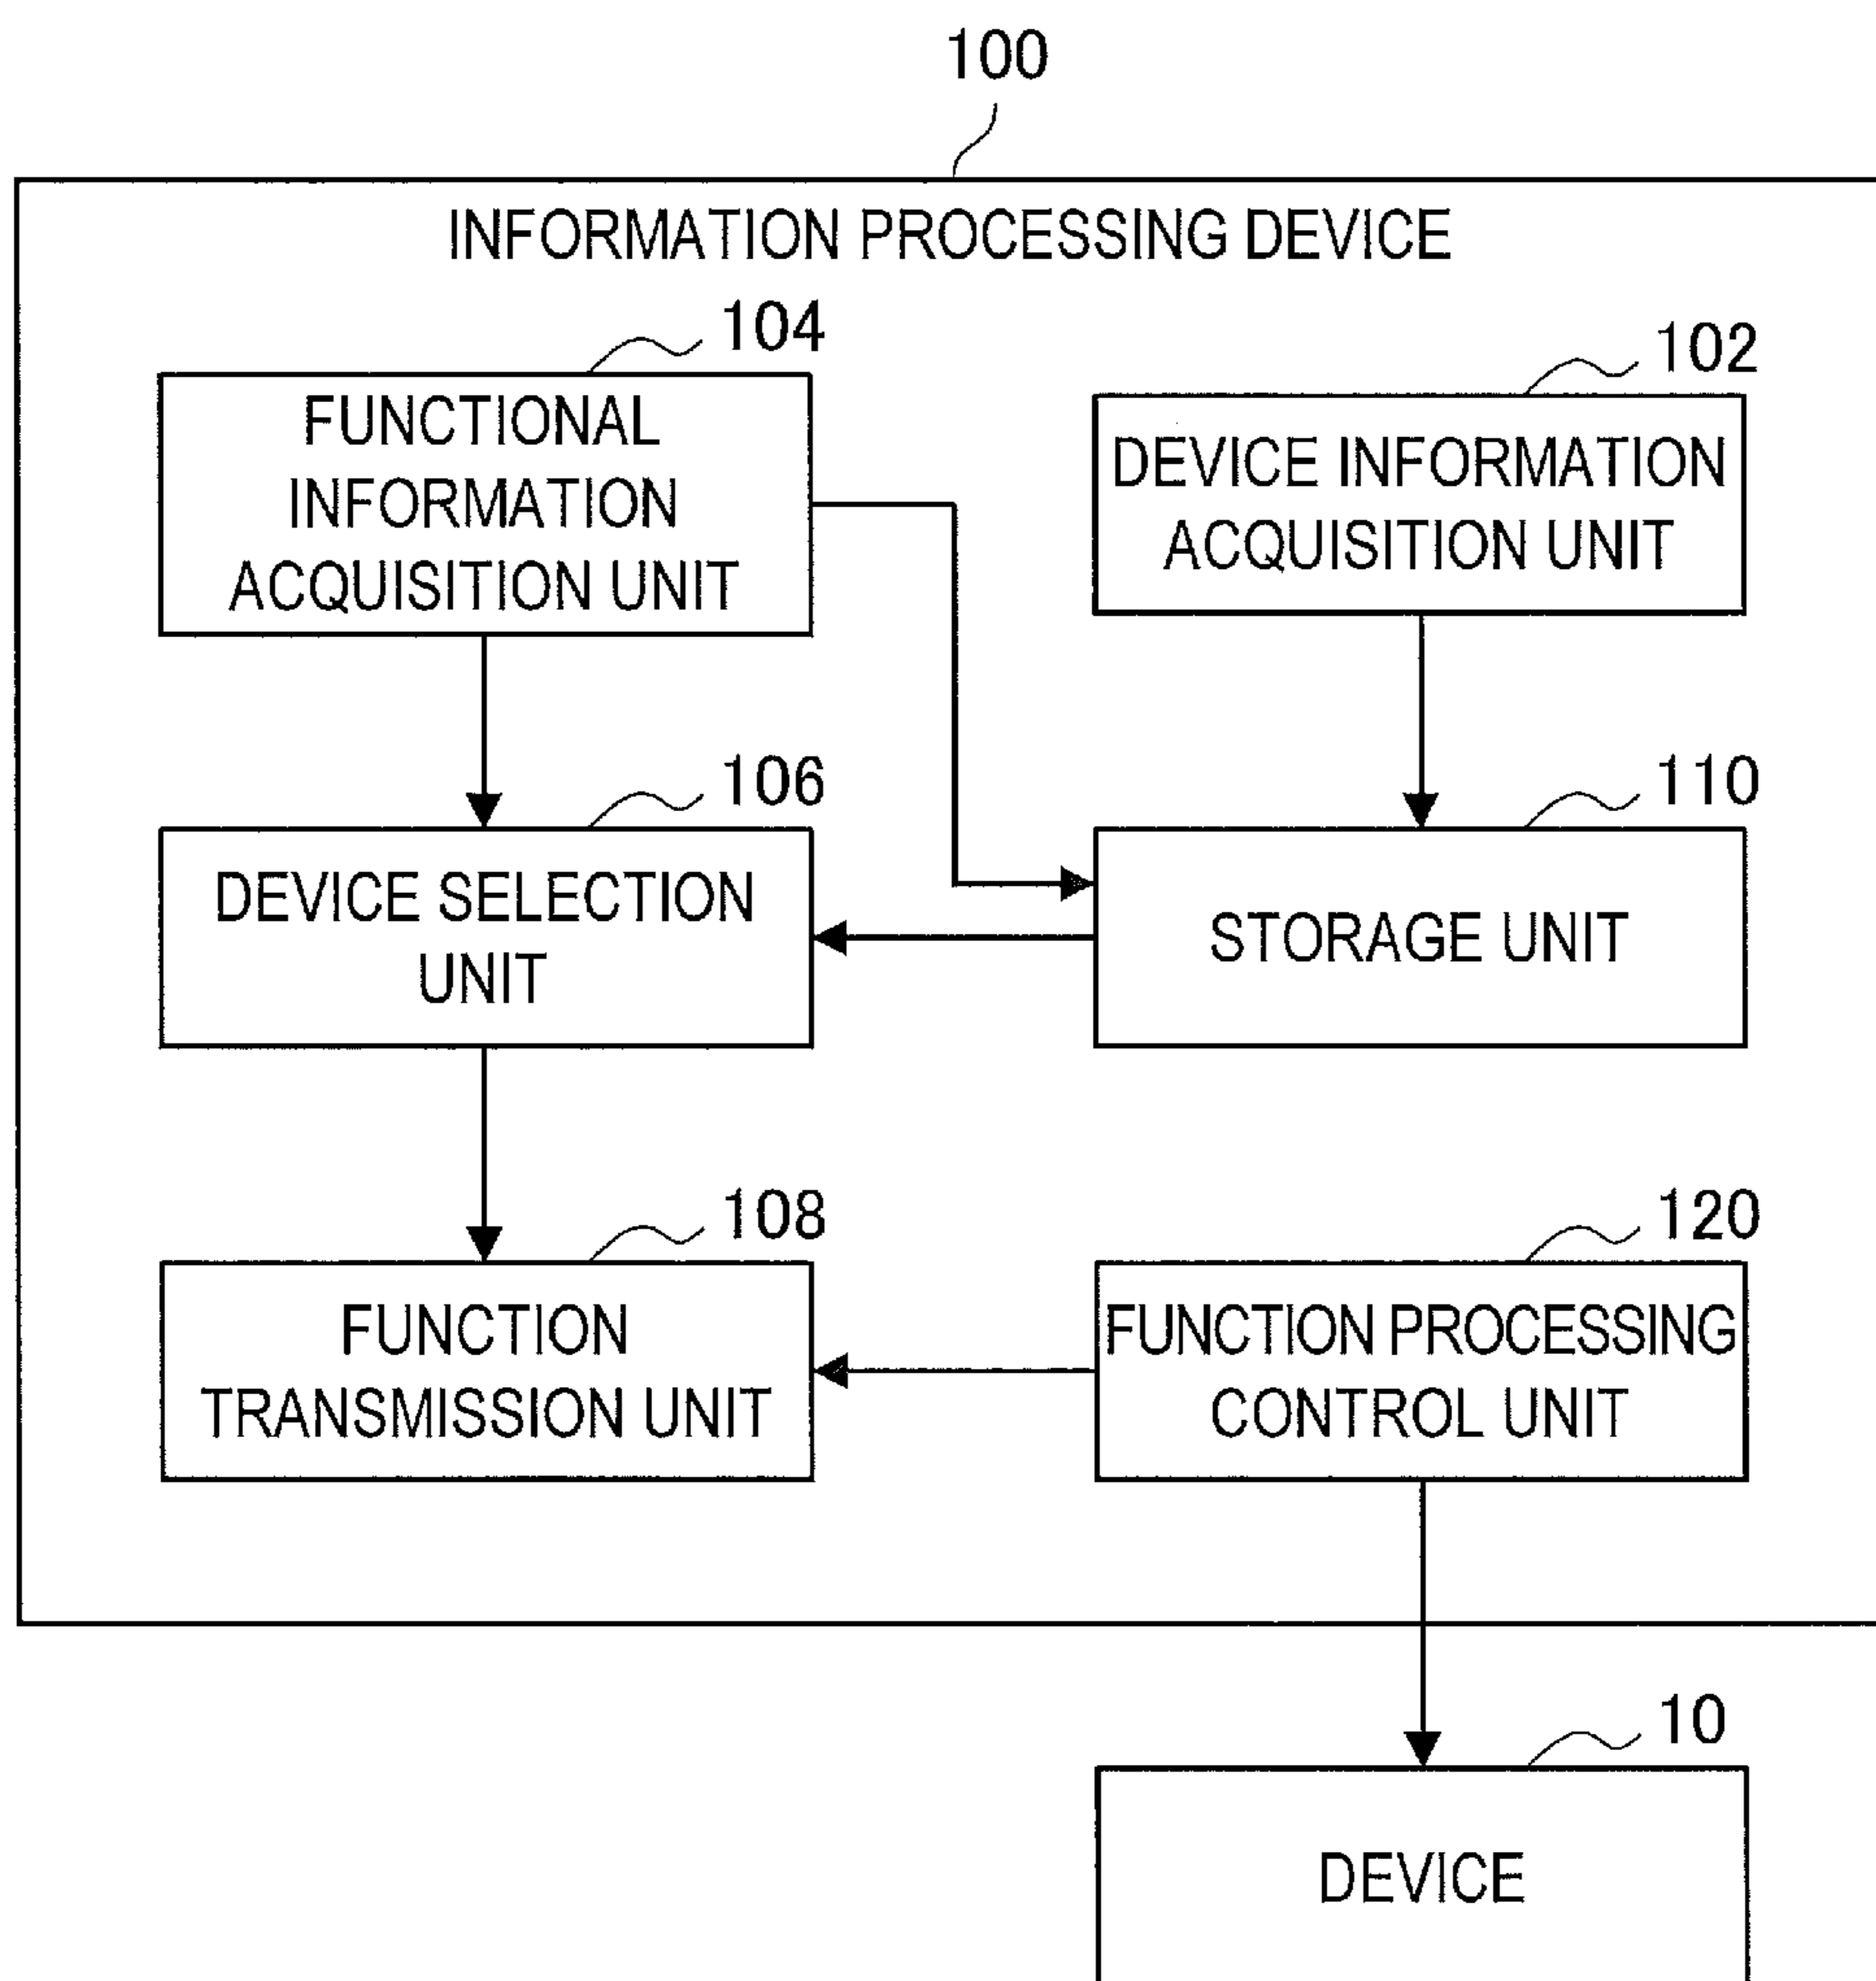 100
INFORMATION PROCESSING DEVICE
104
FUNCTIONAL
INFORMATION
ACQUISITION UNIT
102
DEVICE INFORMATION
ACQUISITION UNIT
106
DEVICE SELECTION
UNIT
110
STORAGE UNIT
108
FUNCTION
TRANSMISSION UNIT
120
FUNCTION PROCESSING
CONTROL UNIT
10
DEVICE